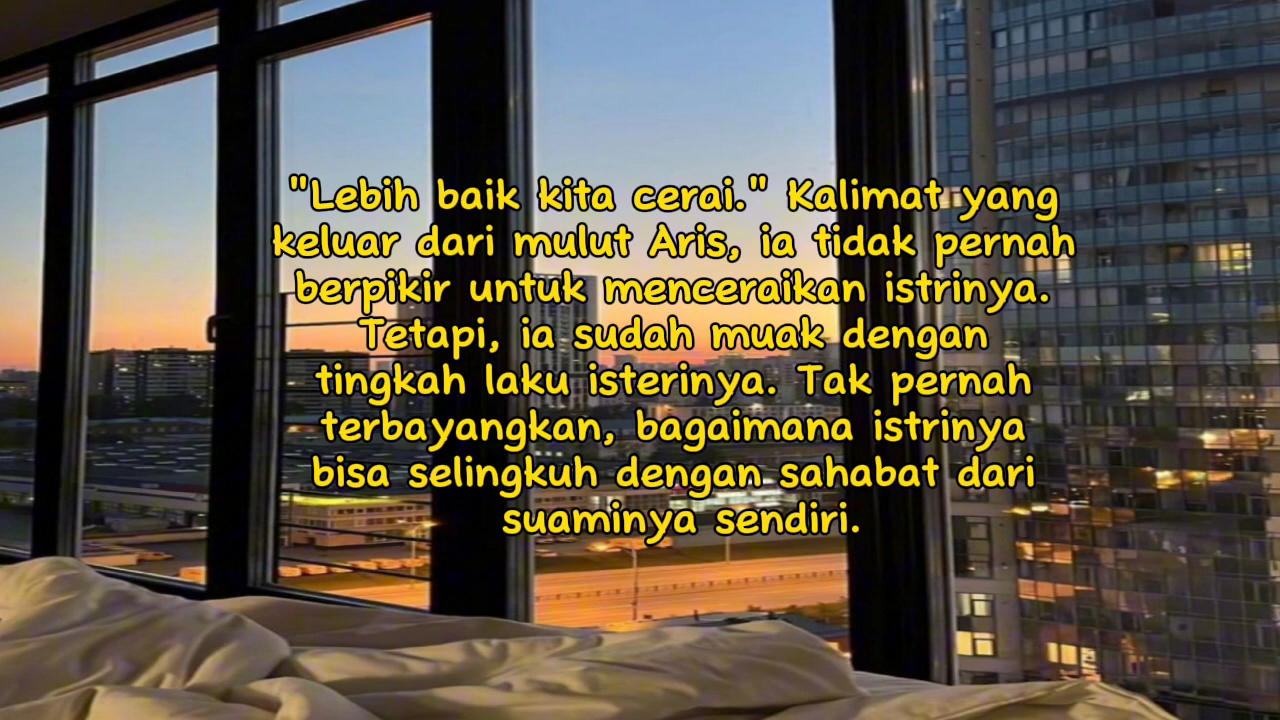 "Lebih baik kita cerai." Kalimat yang
keluar dari mulut Aris, ia tidak pernah
berpikir untuk menceraikan istrinya.
Tetapi, ia sudah muak dengan
tingkah laku isterinya. Tak pernah
terbayangkan, bagaimana istrinya
bisa selingkuh dengan sahabat dari
suaminya sendiri.